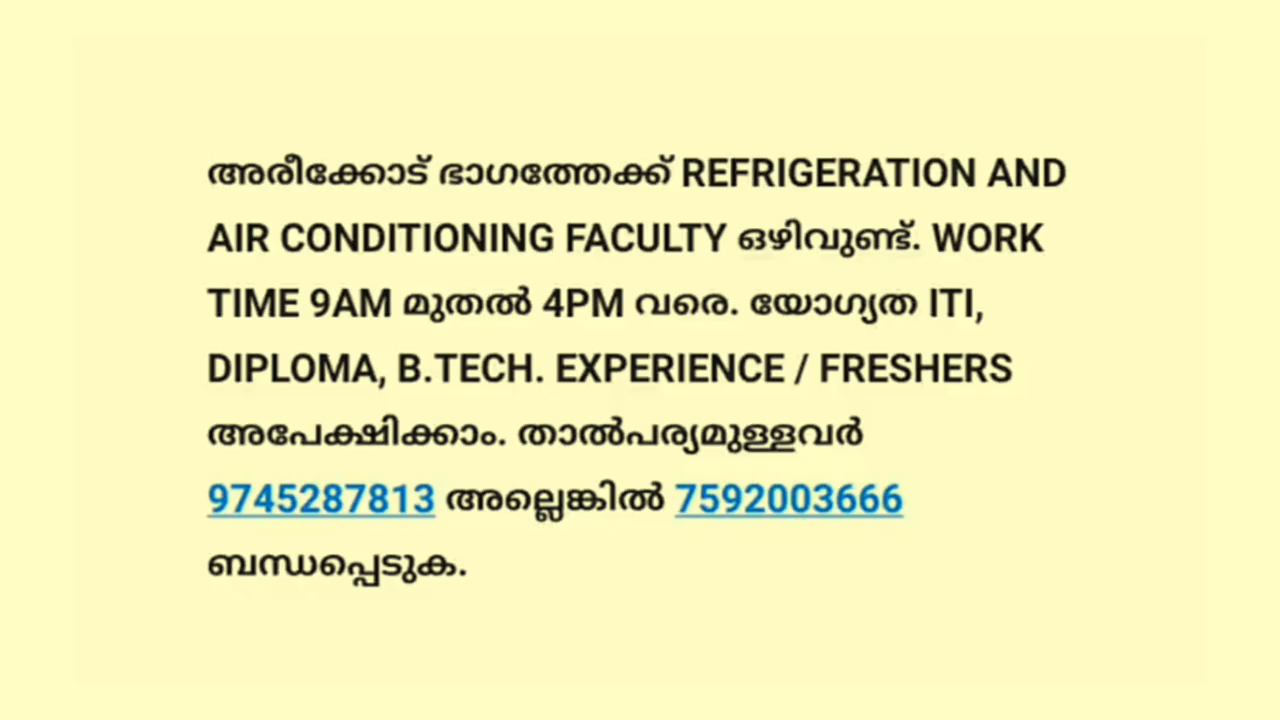 അരീക്കോട് ഭാഗത്തേക്ക് REFRIGERATION AND
AIR CONDITIONING FACULTY ഒഴിവുണ്ട്. WORK
TIME 9AM മുതൽ 4PM വരെ. യോഗ്യത ITI,
DIPLOMA, B.TECH. EXPERIENCE / FRESHERS
അപേക്ഷിക്കാം. താൽപര്യമുള്ളവർ
9745287813 അല്ലെങ്കിൽ 7592003666
ബന്ധപ്പെടുക.